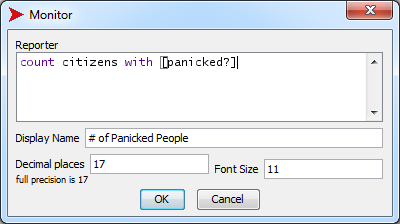 Monitor
Reporter
count citizens with [panicked?]
Display Name # of Panicked People
Decimal places 17
full precision is 17
Font Size 11
OK Cancel